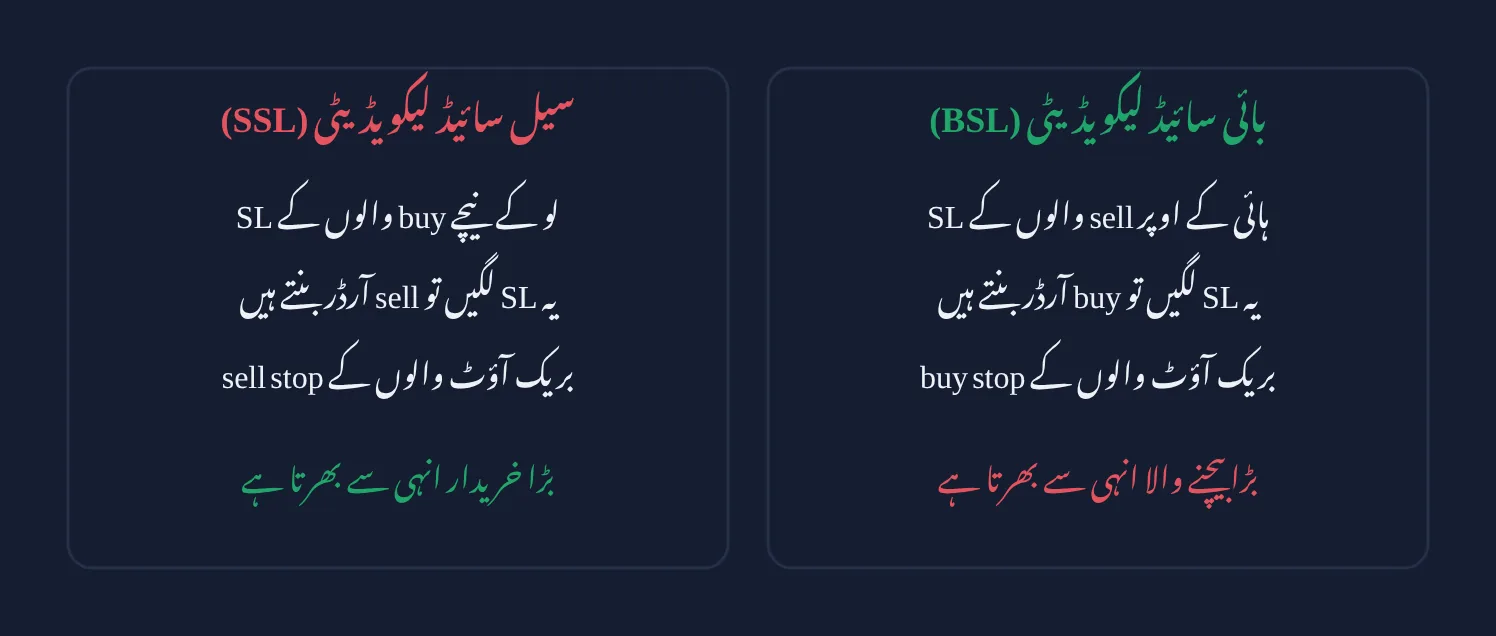 بائی سائیڈ لیکویڈیٹی (BSL)
ہائی کے اوپر sell والوں کے SL
یہ SL لگیں تو buy آرڈر بنتے ہیں
بریک آؤٹ والوں کے buy stop
بڑا بیچنے والا انہی سے بھرتا ہے
سیل سائیڈ لیکویڈیٹی (SSL)
لو کے نیچے buy والوں کے SL
یہ SL لگیں تو sell آرڈر بنتے ہیں
بریک آؤٹ والوں کے sell stop
بڑا خریدار انہی سے بھرتا ہے